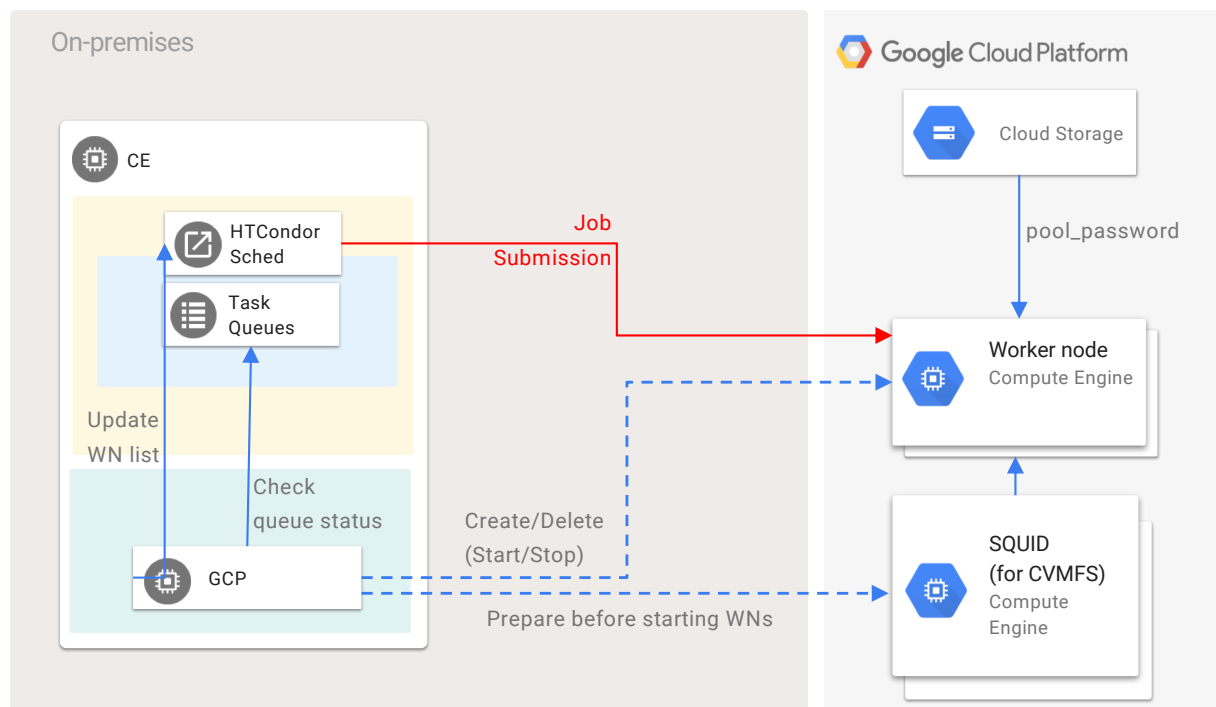 On-premises
Google Cloud Platform
CE
HTCondor
Sched
Task
Queues
Update
WN list
Check
queue status
GCP
Job
Submission
Create/Delete
(Start/Stop)
Prepare before starting WNs
Cloud Storage
pool_password
Worker node
Compute Engine
SQUID
(for CVMFS)
Compute
Engine